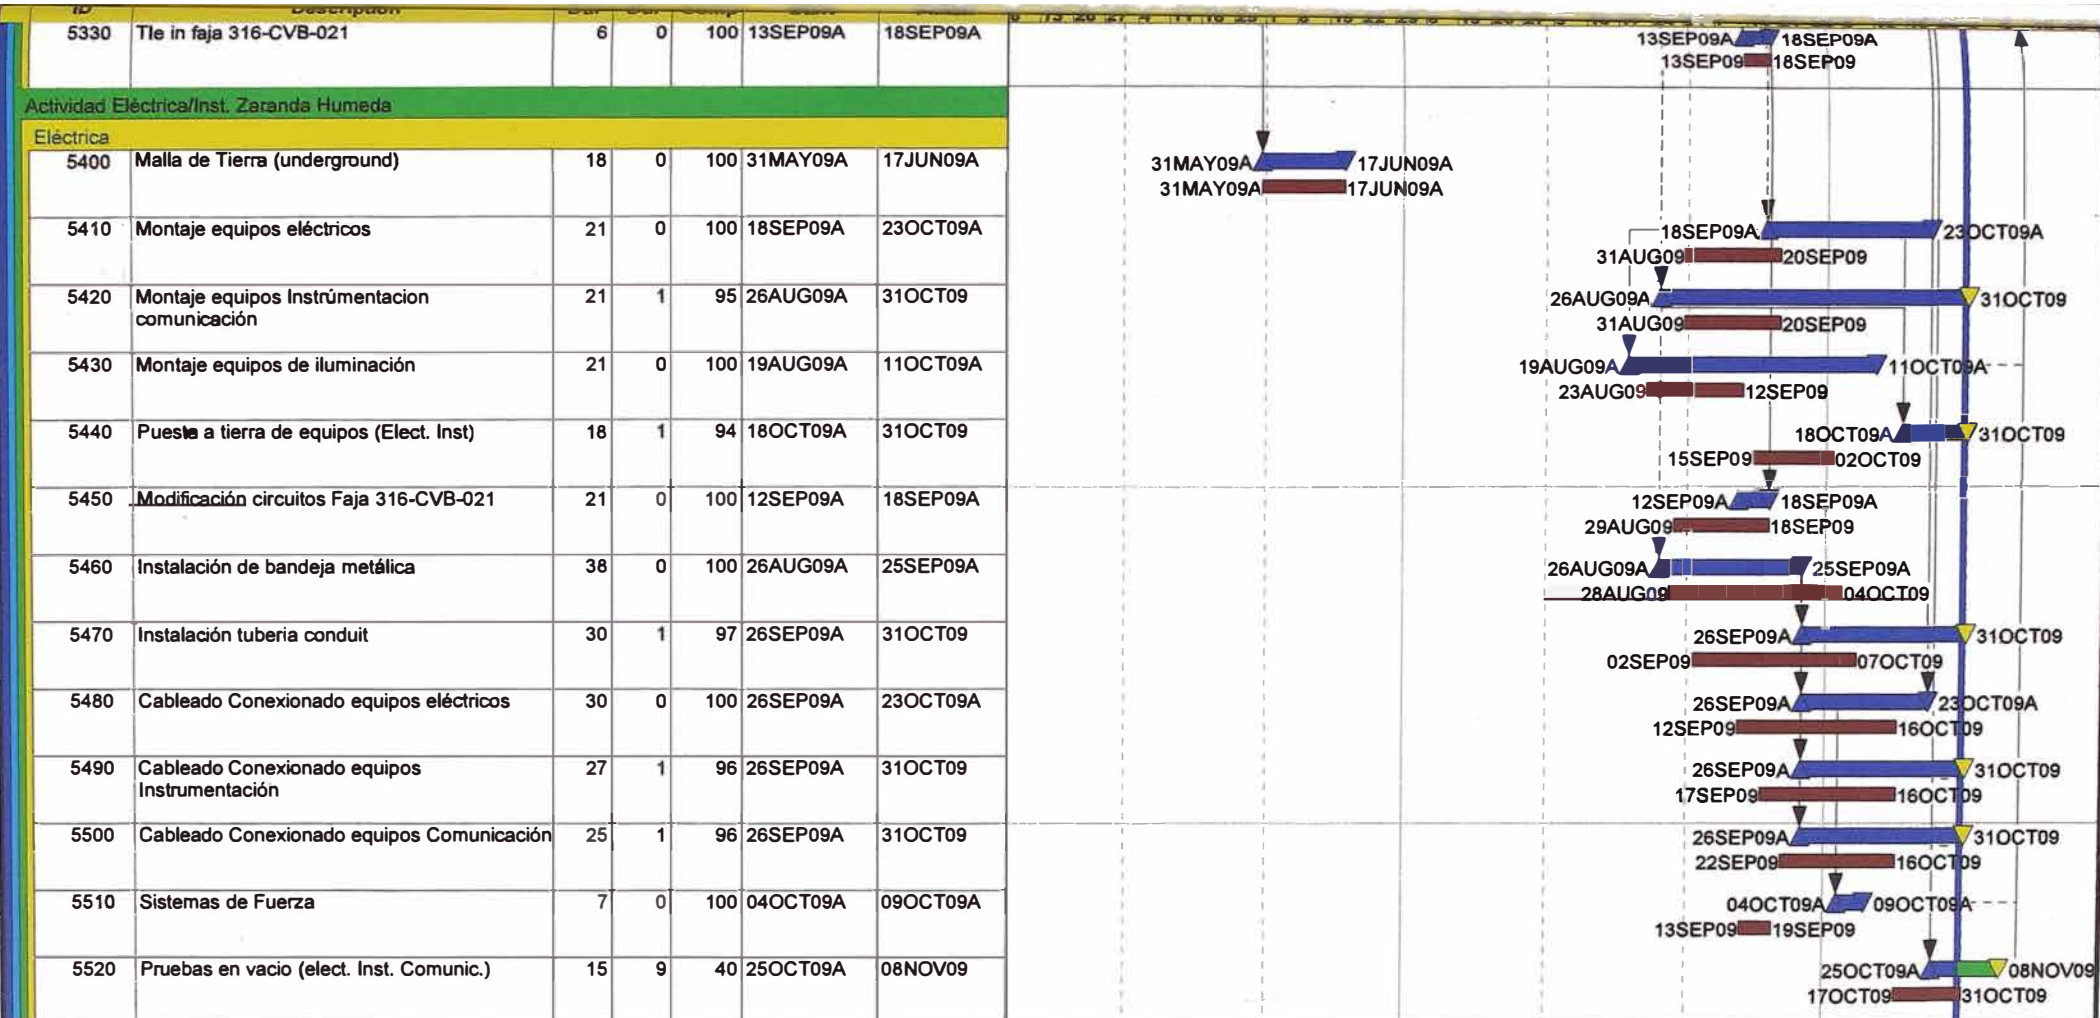 ID Description Start
5330 Tle in faja 316-CVB-021 6 0 100 13SEP09A 18SEP09A
13SEP09A 18SEP09A
13SEP09 18SEP09
Actividad Eléctrica/Inst. Zaranda Humeda
Eléctrica
5400 Malla de Tierra (underground) 18 0 100 31MAY09A 17JUN09A
31MAY09A 17JUN09A
31MAY09A 17JUN09A
5410 Montaje equipos eléctricos 21 0 100 18SEP09A 23OCT09A
18SEP09A 23OCT09A
31AUG09 20SEP09
5420 Montaje equipos Instrúmentacion 21 1 95 26AUG09A 31OCT09
comunicación
26AUG09A 31OCT09
31AUG09 20SEP09
5430 Montaje equipos de iluminación 21 0 100 19AUG09A 11OCT09A
19AUG09A 11OCT09A
23AUG09 12SEP09
5440 Puesta a tierra de equipos (Elect. Inst) 18 1 94 18OCT09A 31OCT09
18OCT09A 31OCT09
15SEP09 02OCT09
5450 Modificación circuitos Faja 316-CVB-021 21 0 100 12SEP09A 18SEP09A
12SEP09A 18SEP09A
29AUG09 18SEP09
5460 Instalación de bandeja metálica 38 0 100 26AUG09A 25SEP09A
26AUG09A 25SEP09A
28AUG09 04OCT09
5470 Instalación tuberia conduit 30 1 97 26SEP09A 31OCT09
26SEP09A 31OCT09
02SEP09 07OCT09
5480 Cableado Conexionado equipos eléctricos 30 0 100 26SEP09A 23OCT09A
26SEP09A 23OCT09A
12SEP09 16OCT09
5490 Cableado Conexionado equipos 27 1 96 26SEP09A 31OCT09
Instrumentación
26SEP09A 31OCT09
17SEP09 16OCT09
5500 Cableado Conexionado equipos Comunicación 25 1 96 26SEP09A 31OCT09
26SEP09A 31OCT09
22SEP09 16OCT09
5510 Sistemas de Fuerza 7 0 100 04OCT09A 09OCT09A
04OCT09A 09OCT09A
13SEP09 19SEP09
5520 Pruebas en vacio (elect. Inst. Comunic.) 15 9 40 25OCT09A 08NOV09
25OCT09A 08NOV09
17OCT09 31OCT09